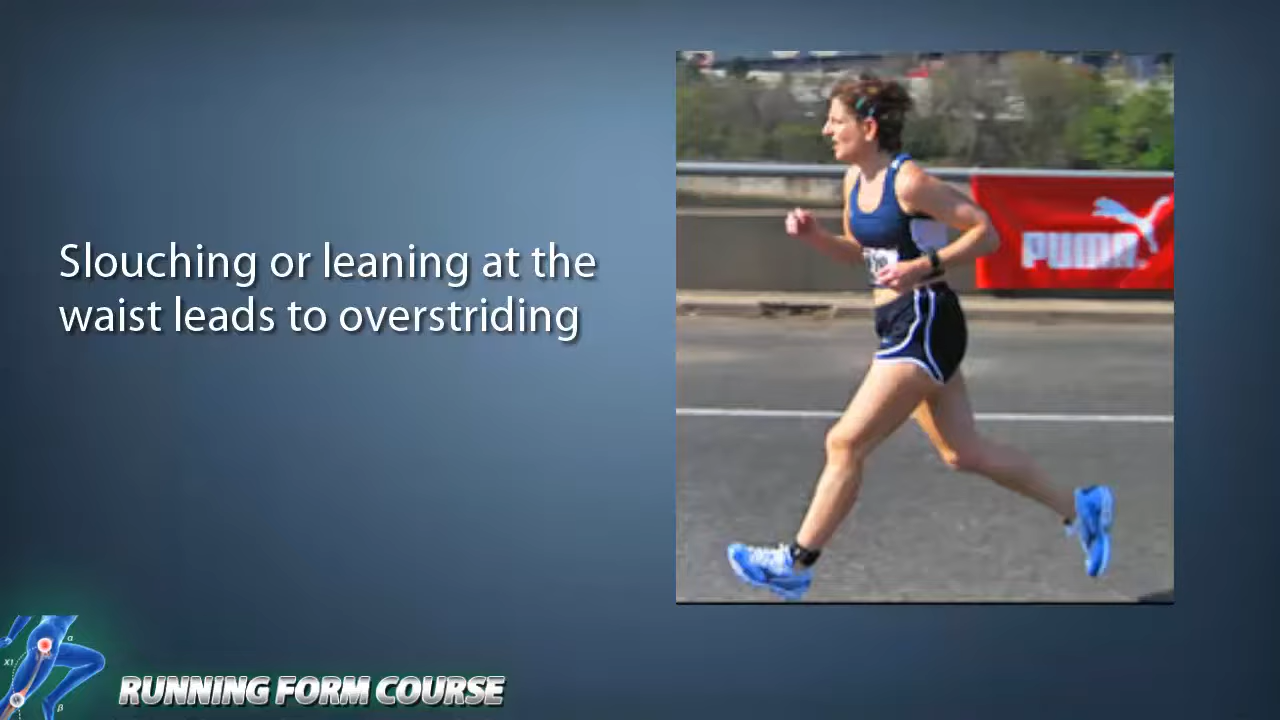 Slouching or leaning at the
waist leads to overstriding
PUMA
RUNNING FORM COURSE